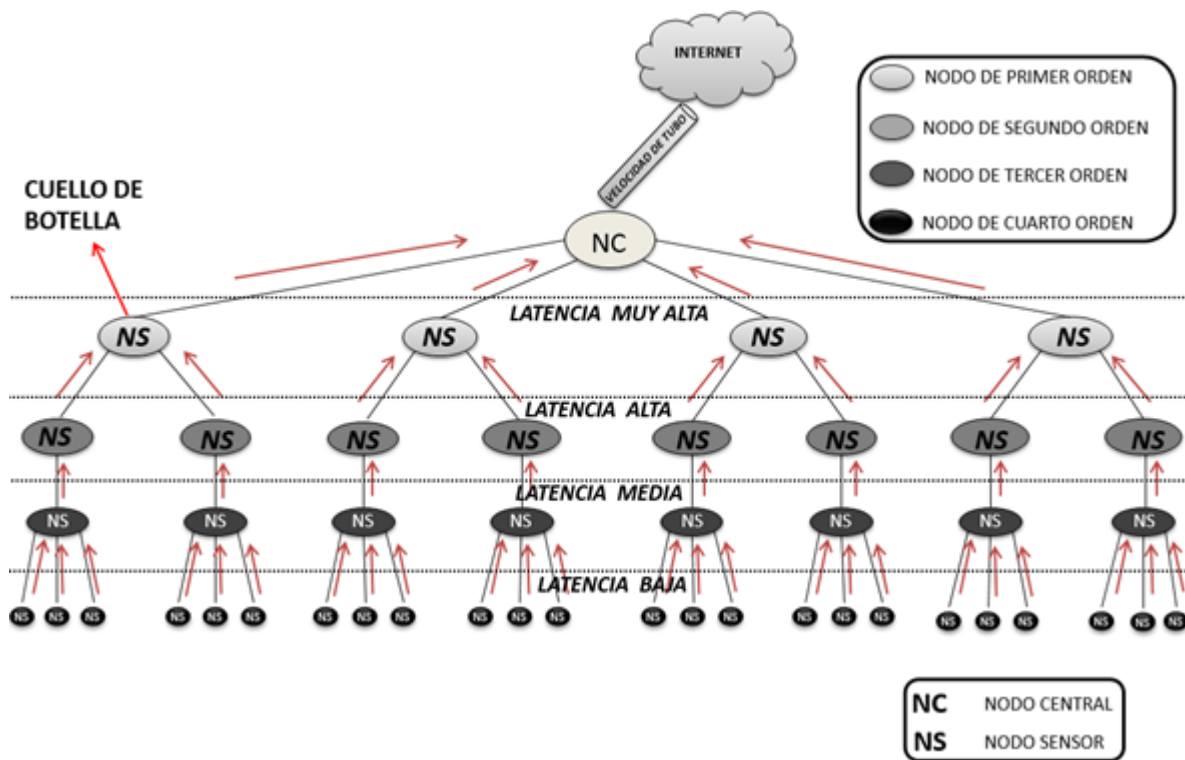 INTERNET
VELOCIDAD DE TUBO
NODO DE PRIMER ORDEN
NODO DE SEGUNDO ORDEN
NODO DE TERCER ORDEN
NODO DE CUARTO ORDEN
CUELLO DE
BOTELLA
NC
LATENCIA MUY ALTA
NS NS NS NS
LATENCIA ALTA
NS NS NS NS NS NS NS NS
LATENCIA MEDIA
NS NS NS NS NS NS NS NS
LATENCIA BAJA
NS NS NS NS NS NS NS NS NS NS NS NS NS NS NS NS NS NS NS NS NS NS NS NS
NC NODO CENTRAL
NS NODO SENSOR